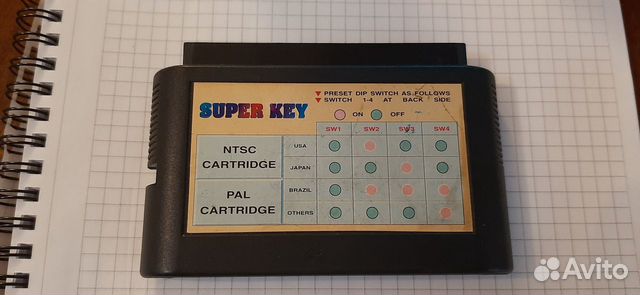 SUPER KEY
▼ PRESET DIP SWITCH AS FOLLOWS
▼ SWITCH 1-4 AT BACK SIDE
ON OFF
SW1 SW2 SW3 SW4
NTSC CARTRIDGE
USA
JAPAN
PAL CARTRIDGE
BRAZIL
OTHERS
Avito